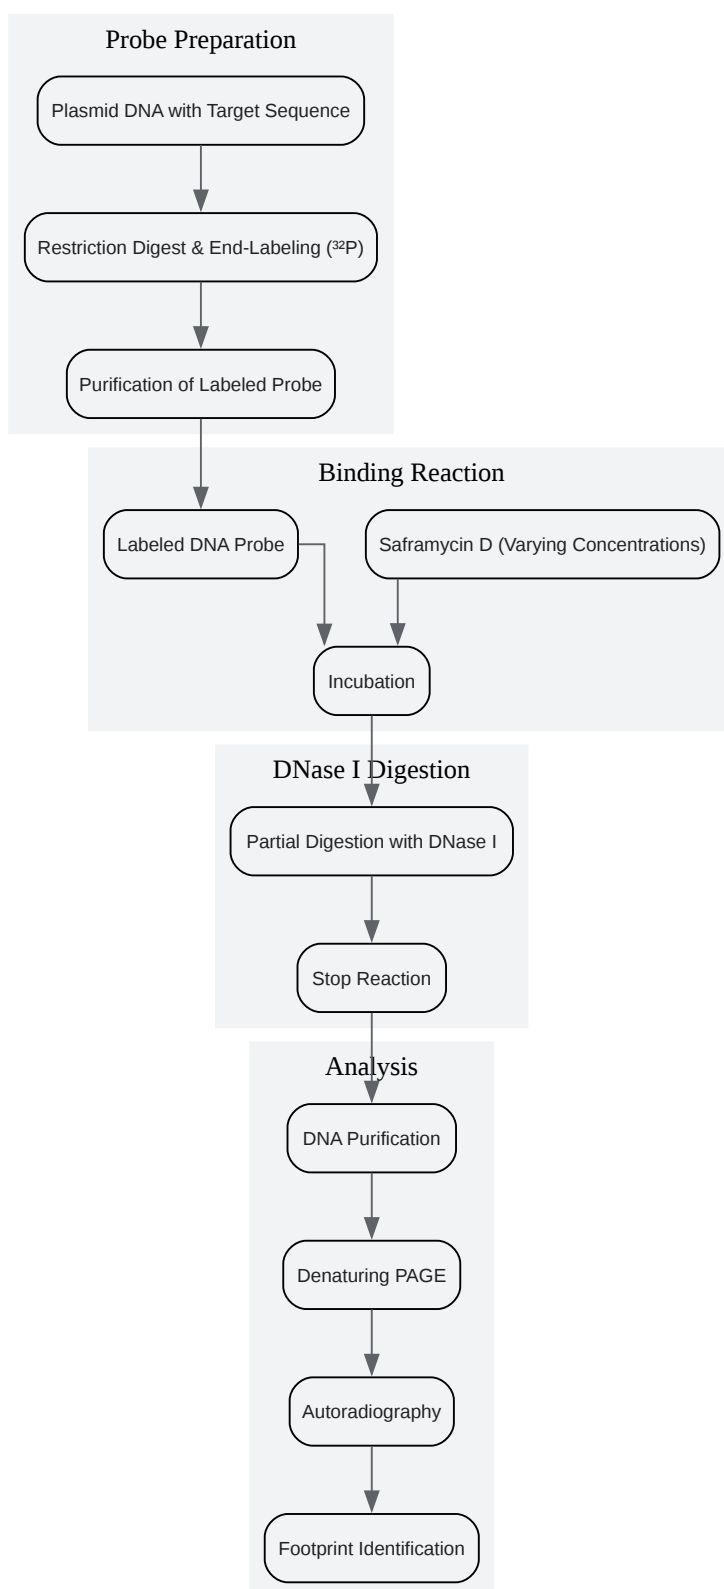 Probe Preparation
Plasmid DNA with Target Sequence
Restriction Digest & End-Labeling (³²P)
Purification of Labeled Probe
Binding Reaction
Labeled DNA Probe
Saframycin D (Varying Concentrations)
Incubation
DNase I Digestion
Partial Digestion with DNase I
Stop Reaction
Analysis
DNA Purification
Denaturing PAGE
Autoradiography
Footprint Identification